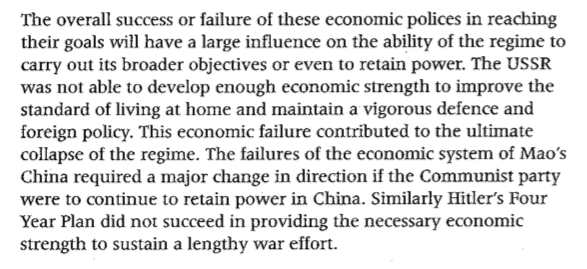 The overall success or failure of these economic polices in reaching
their goals will have a large influence on the ability of the regime to
carry out its broader objectives or even to retain power. The USSR
was not able to develop enough economic strength to improve the
standard of living at home and maintain a vigorous defence and
foreign policy. This economic failure contributed to the ultimate
collapse of the regime. The failures of the economic system of Mao's
China required a major change in direction if the Communist party
were to continue to retain power in China. Similarly Hitler's Four
Year Plan did not succeed in providing the necessary economic
strength to sustain a lengthy war effort.